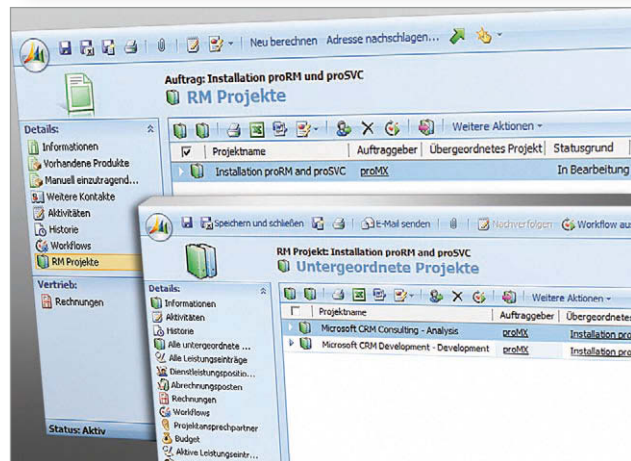 Neu berechnen Adresse nachschlagen...
Auftrag: Installation proRM und proSVC
RM Projekte
Details:
Informationen
Vorhandene Produkte
Manuell einzutragend...
Weitere Kontakte
Aktivitäten
Historie
Workflows
RM Projekte
Vertrieb:
Rechnungen
Status: Aktiv
Weitere Aktionen
Projektname Auftraggeber Übergeordnetes Projekt Statusgrund
Installation proRM and proSVC proMX In Bearbeitung
Speichern und schließen E-Mail senden Nachverfolgen Workflow aus
RM Projekt: Installation proRM and proSVC
Untergeordnete Projekte
Details:
Informationen
Aktivitäten
Historie
Alle untergeordnete ...
Alle Leistungseinträge
Dienstleistungspositio...
Abrechnungsposten
Rechnungen
Workflows
Projektansprechpartner
Budget
Aktive Leistungseintr...
Weitere Aktionen
Projektname Auftraggeber Übergeordnetes
Microsoft CRM Consulting - Analysis proMX Installation pro
Microsoft CRM Development - Development proMX Installation pro